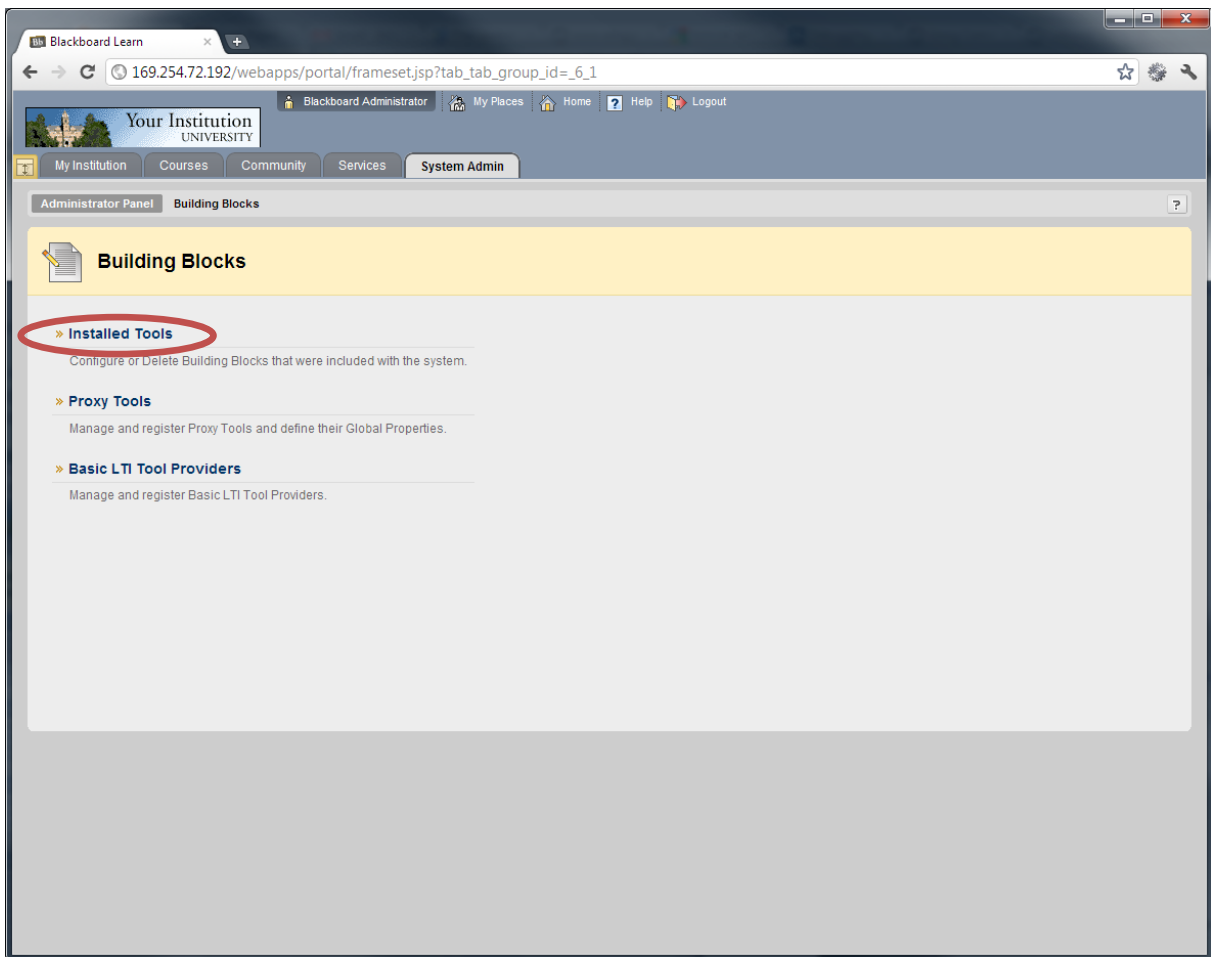 Blackboard Learn
169.254.72.192/webapps/portal/frameset.jsp?tab_tab_group_id=_6_1
Blackboard Administrator My Places Home ? Help Logout
Your Institution
UNIVERSITY
My Institution Courses Community Services System Admin
Administrator Panel Building Blocks ?
Building Blocks
» Installed Tools
Configure or Delete Building Blocks that were included with the system.
» Proxy Tools
Manage and register Proxy Tools and define their Global Properties.
» Basic LTI Tool Providers
Manage and register Basic LTI Tool Providers.